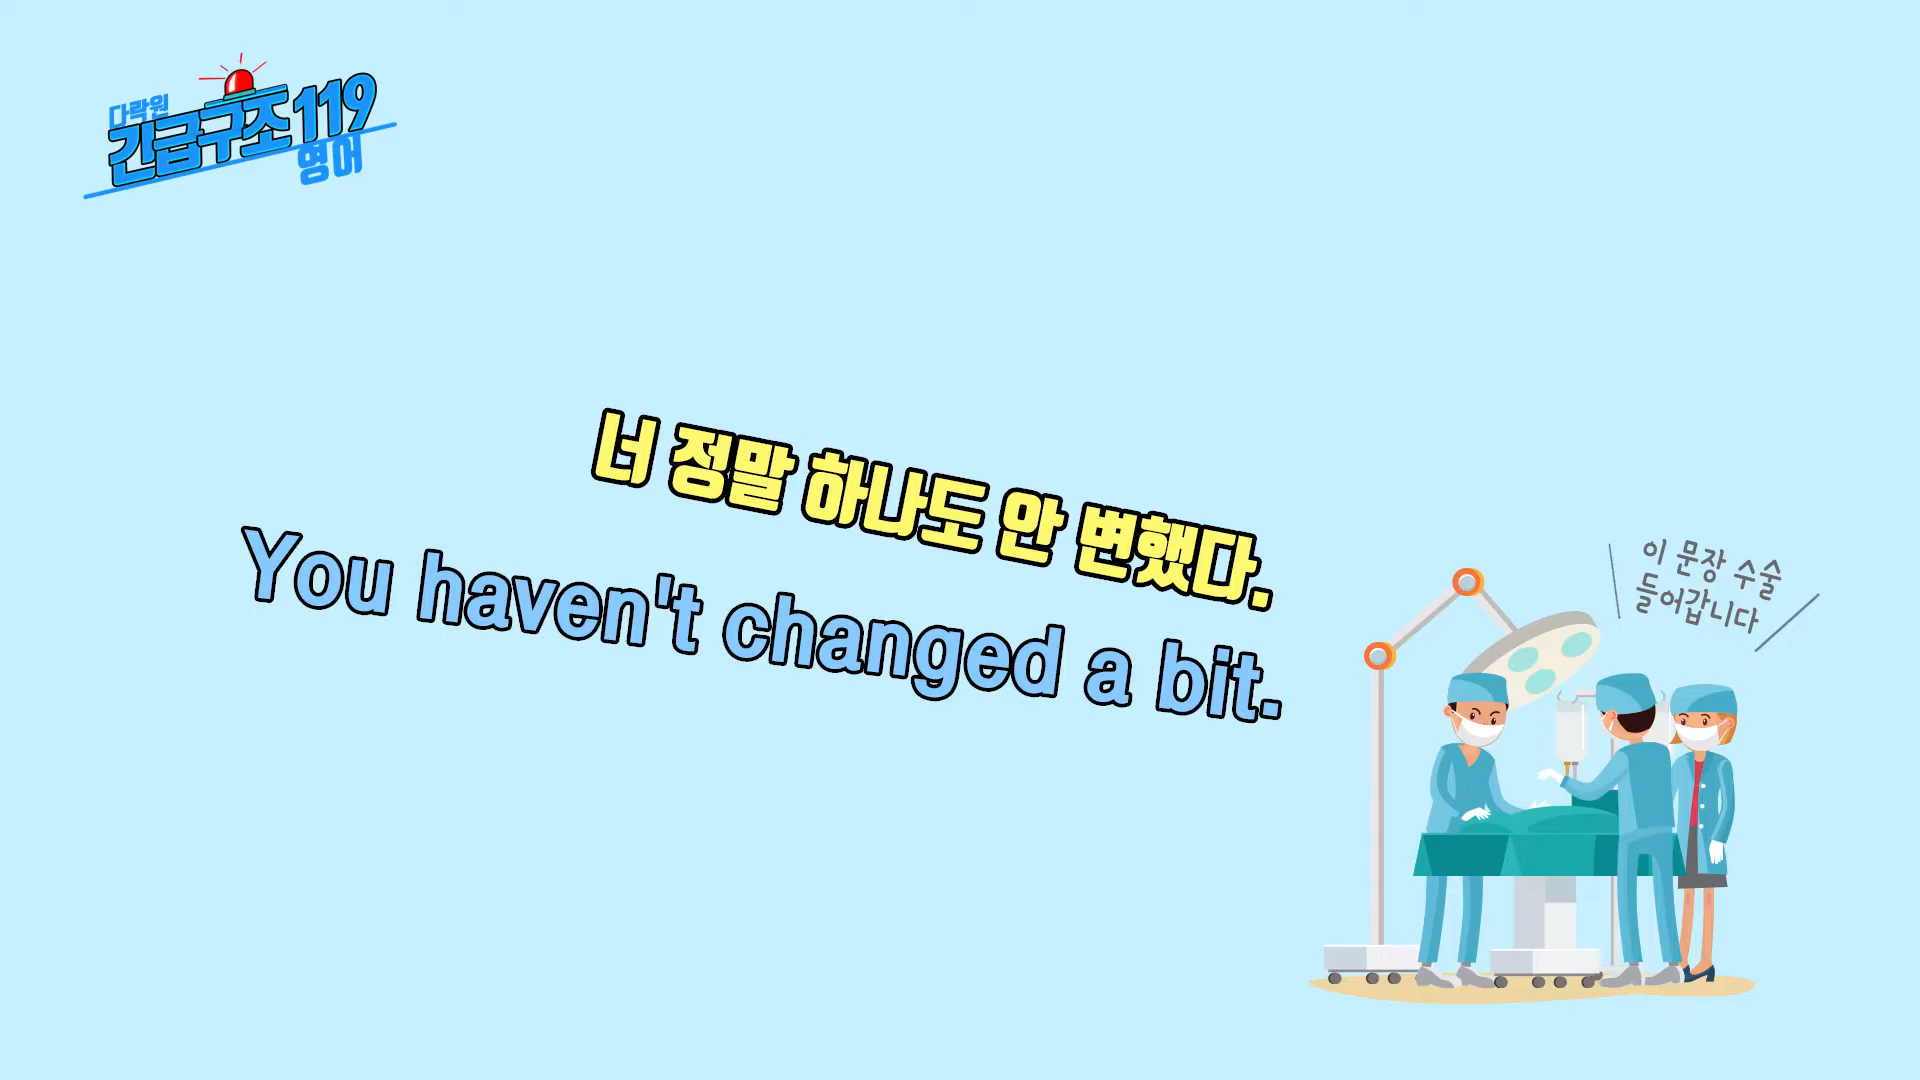 다락원
긴급구조119
영어
너 정말 하나도 안 변했다.
You haven't changed a bit.
이 문장 수술
들어갑니다